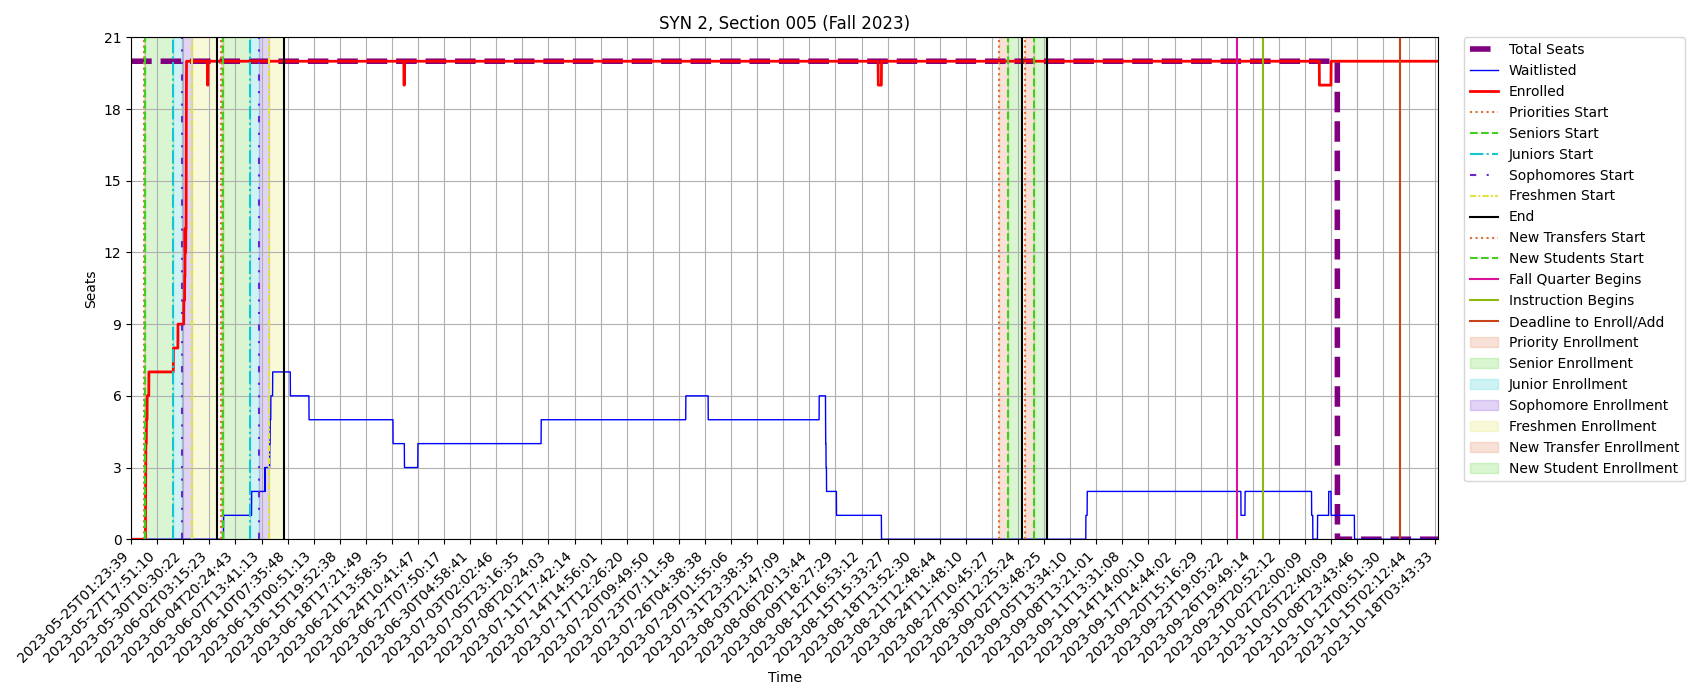 SYN 2, Section 005 (Fall 2023)
Seats
21
18
15
12
9
6
3
0
2023-05-25T01:23:39
2023-05-27T17:51:10
2023-05-30T10:30:22
2023-06-02T03:15:23
2023-06-04T20:24:43
2023-06-07T13:41:13
2023-06-10T07:35:48
2023-06-13T00:51:13
2023-06-15T19:52:38
2023-06-18T17:21:49
2023-06-21T13:58:35
2023-06-24T10:41:47
2023-06-27T07:50:17
2023-06-30T04:58:41
2023-07-03T02:02:46
2023-07-05T23:16:35
2023-07-08T20:24:03
2023-07-11T17:42:14
2023-07-14T14:56:01
2023-07-17T12:26:20
2023-07-20T09:49:50
2023-07-23T07:11:58
2023-07-26T04:38:38
2023-07-29T01:55:06
2023-07-31T23:38:35
2023-08-03T21:47:09
2023-08-06T20:13:44
2023-08-09T18:27:29
2023-08-12T16:53:12
2023-08-15T15:33:27
2023-08-18T13:52:30
2023-08-21T12:48:44
2023-08-24T11:48:10
2023-08-27T10:45:27
2023-08-30T12:25:24
2023-09-02T13:48:25
2023-09-05T13:34:10
2023-09-08T13:21:01
2023-09-11T13:31:08
2023-09-14T14:00:10
2023-09-17T14:44:02
2023-09-20T15:16:29
2023-09-23T19:05:22
2023-09-26T19:49:14
2023-09-29T20:52:12
2023-10-02T22:00:09
2023-10-05T22:40:09
2023-10-08T23:43:46
2023-10-12T00:51:30
2023-10-15T02:12:44
2023-10-18T03:43:33
Time
Total Seats
Waitlisted
Enrolled
Priorities Start
Seniors Start
Juniors Start
Sophomores Start
Freshmen Start
End
New Transfers Start
New Students Start
Fall Quarter Begins
Instruction Begins
Deadline to Enroll/Add
Priority Enrollment
Senior Enrollment
Junior Enrollment
Sophomore Enrollment
Freshmen Enrollment
New Transfer Enrollment
New Student Enrollment